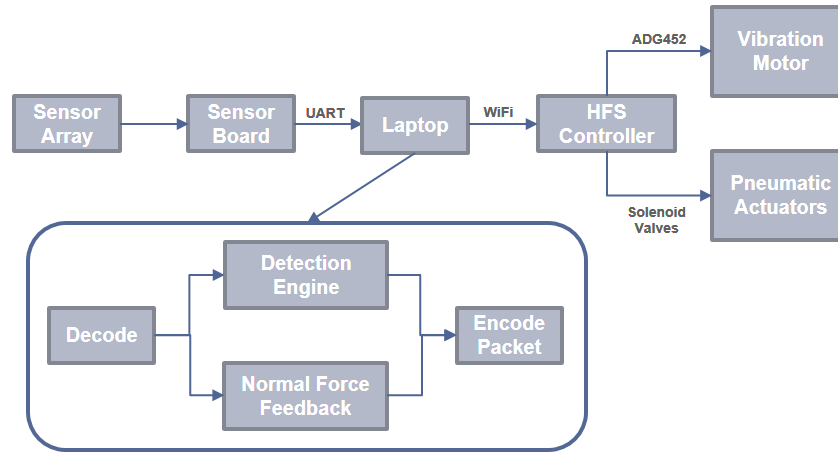 ADG452
Vibration
Motor
Sensor
Array
Sensor
Board
UART
Laptop
WiFi
HFS
Controller
Pneumatic
Actuators
Solenoid
Valves
Detection
Engine
Decode
Encode
Packet
Normal Force
Feedback